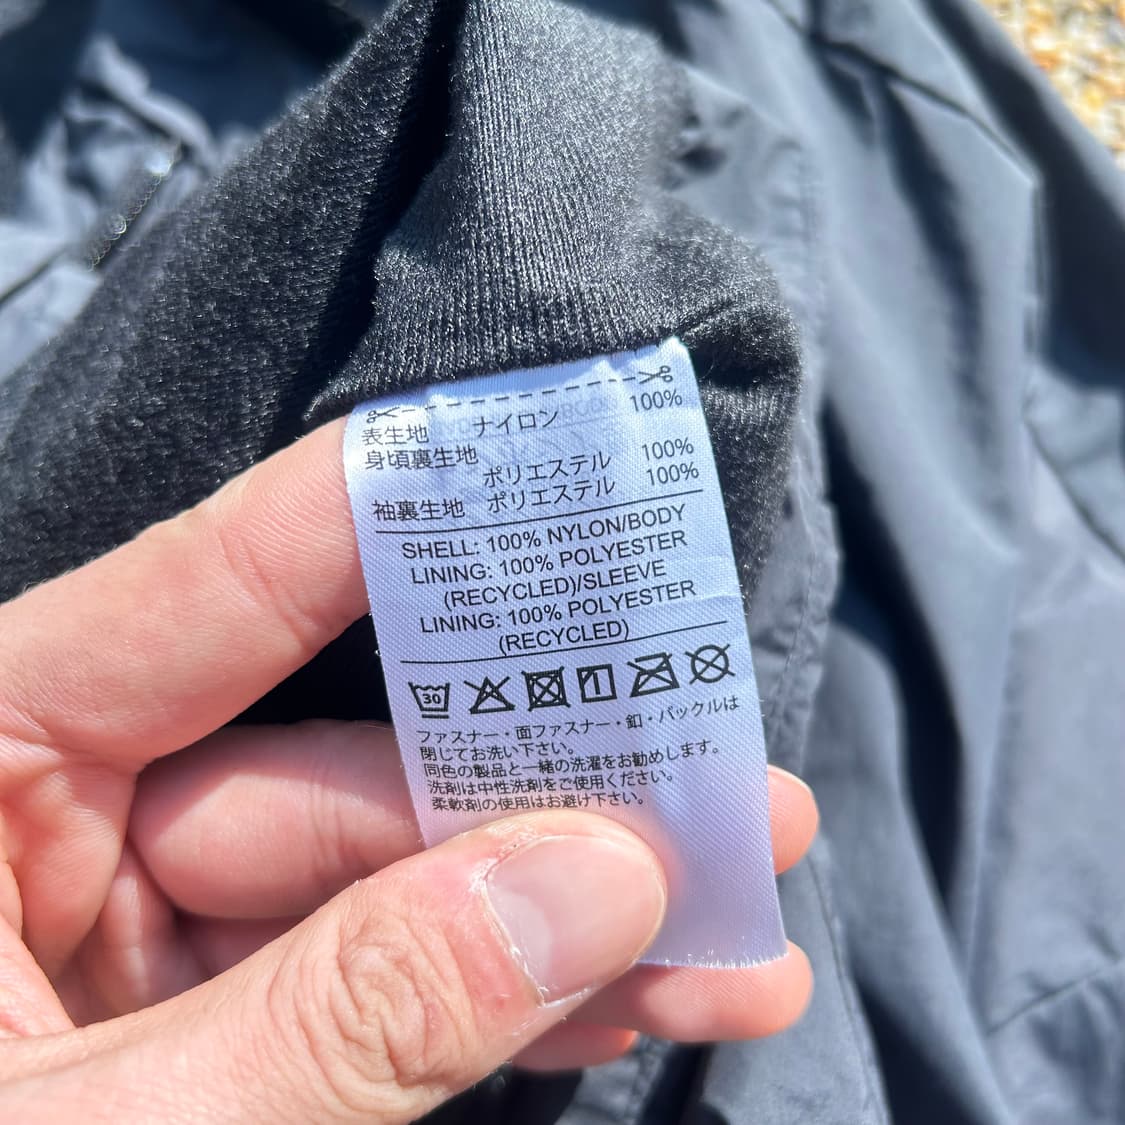 表生地 ナイロン 100%
身頃裏生地
ポリエステル 100%
袖裏生地 ポリエステル 100%
SHELL: 100% NYLON/BODY
LINING: 100% POLYESTER
(RECYCLED)/SLEEVE
LINING: 100% POLYESTER
(RECYCLED)
30
ファスナー・面ファスナー・釦・バックルは
閉じてお洗い下さい。
同色の製品と一緒の洗濯をお勧めします。
洗剤は中性洗剤をご使用ください。
柔軟剤の使用はお避け下さい。